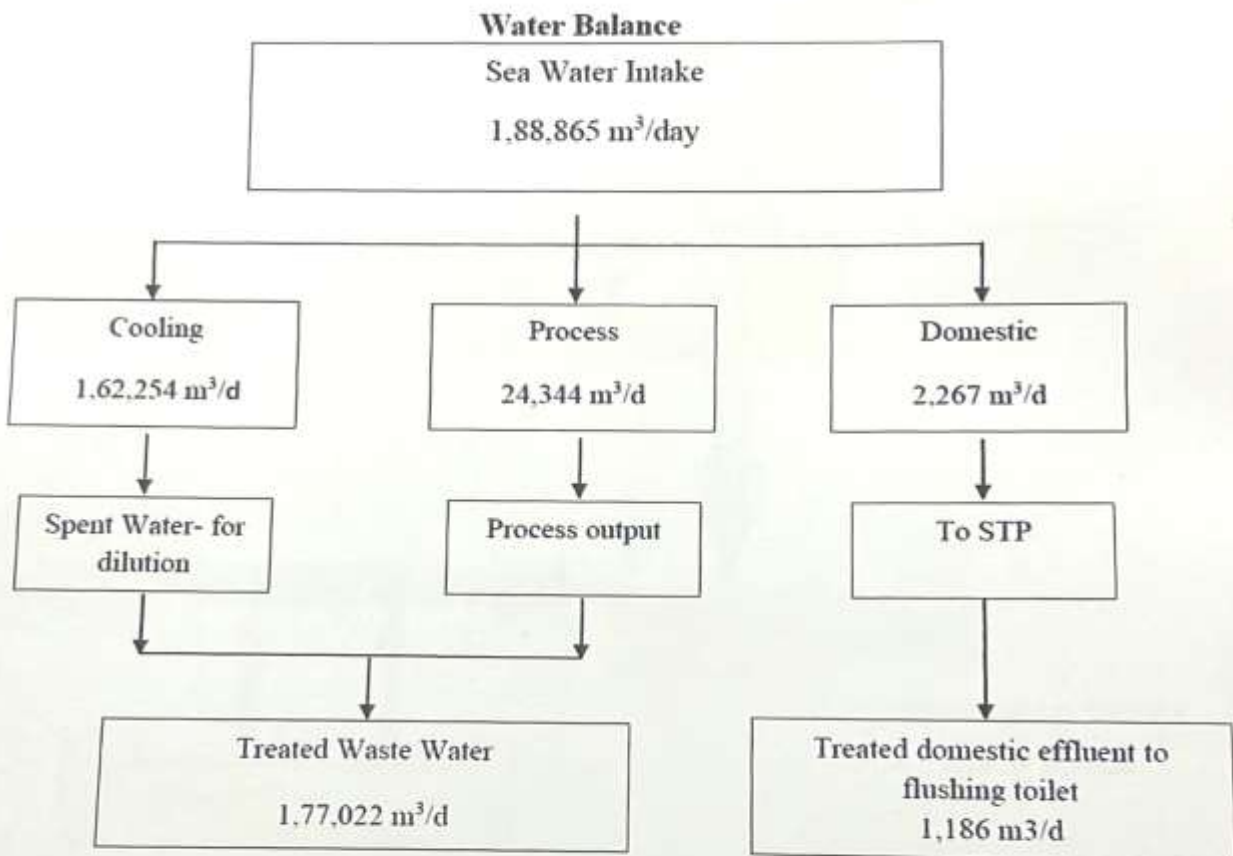 Water Balance
Sea Water Intake
1,88,865 m³/day
Cooling
1,62,254 m³/d
Process
24,344 m³/d
Domestic
2,267 m³/d
Spent Water- for
dilution
Process output
To STP
Treated Waste Water
1,77,022 m³/d
Treated domestic effluent to
flushing toilet
1,186 m3/d